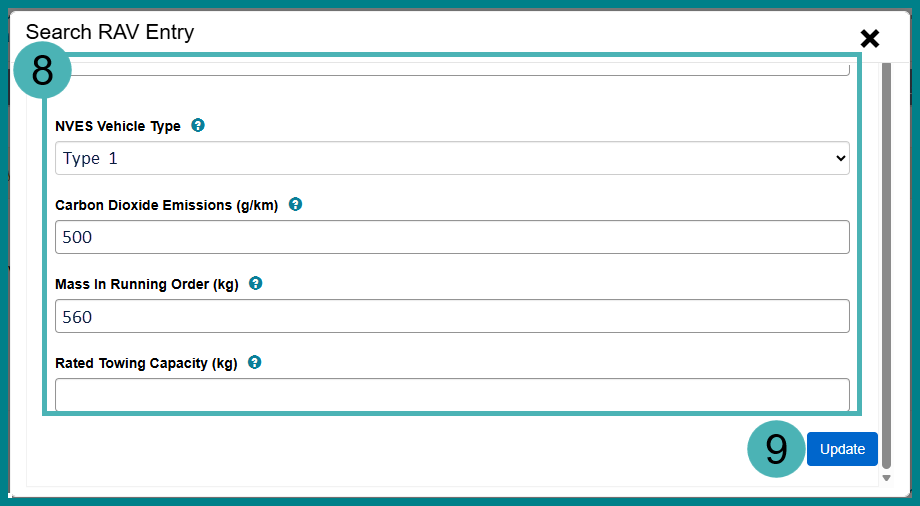 Search RAV Entry
8
NVES Vehicle Type ?
Type 1
Carbon Dioxide Emissions (g/km) ?
500
Mass In Running Order (kg) ?
560
Rated Towing Capacity (kg) ?
9 Update